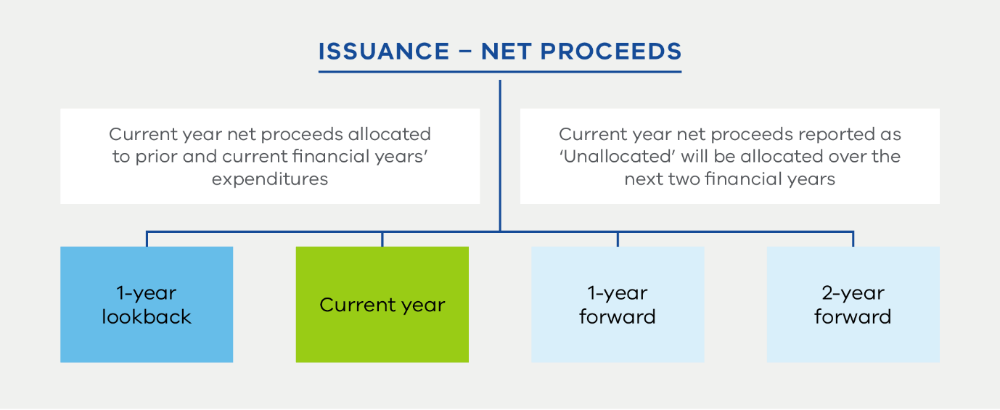 ISSUANCE – NET PROCEEDS
Current year net proceeds allocated
to prior and current financial years’
expenditures
Current year net proceeds reported as
‘Unallocated’ will be allocated over the
next two financial years
1-year
lookback
Current year
1-year
forward
2-year
forward